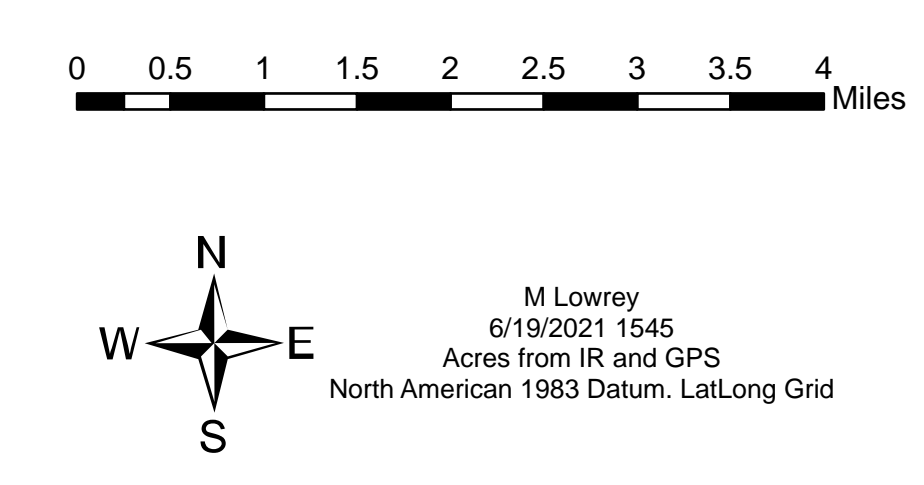 0 0.5 1 1.5 2 2.5 3 3.5 4
Miles
N
W E
S
M Lowrey
6/19/2021 1545
Acres from IR and GPS
North American 1983 Datum. LatLong Grid